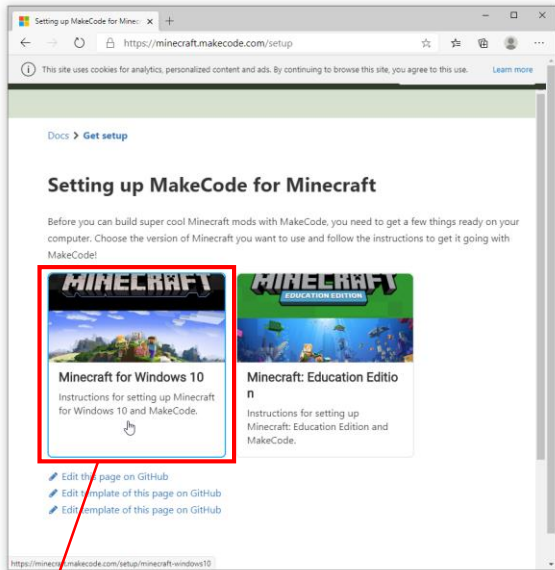 Setting up MakeCode for Minec
https://minecraft.makecode.com/setup
This site uses cookies for analytics, personalized content and ads. By continuing to browse this site, you agree to this use. Learn more
Docs > Get setup
Setting up MakeCode for Minecraft
Before you can build super cool Minecraft mods with MakeCode, you need to get a few things ready on your
computer. Choose the version of Minecraft you want to use and follow the instructions to get it going with
MakeCode!
MINECRAFT
Minecraft for Windows 10
Instructions for setting up Minecraft
for Windows 10 and MakeCode.
MINECRAFT
EDUCATION EDITION
Minecraft: Education Editio
n
Instructions for setting up
Minecraft: Education Edition and
MakeCode.
Edit this page on GitHub
Edit template of this page on GitHub
Edit template of this page on GitHub
https://minecraft.makecode.com/setup/minecraft-windows10